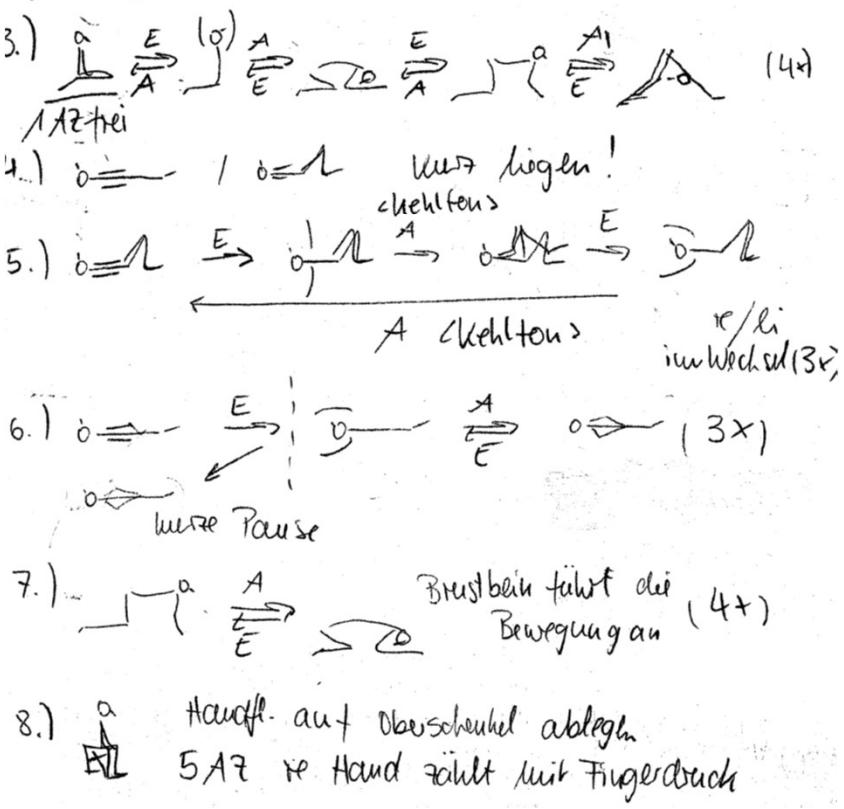 3.) E A (o) A E E A A E (4x)
1 AZ frei
4.) / kurz liegen!
<Kehlton>
5.) E A E
A <Kehlton>
re/li
im Wechsel (3x)
6.) E A E (3x)
kurze Pause
7.) A E Brustbein führt die (4x)
Bewegung an
8.) Handfl. auf Oberschenkel ablegen
5 AZ re Hand zählt mit Fingerdruck